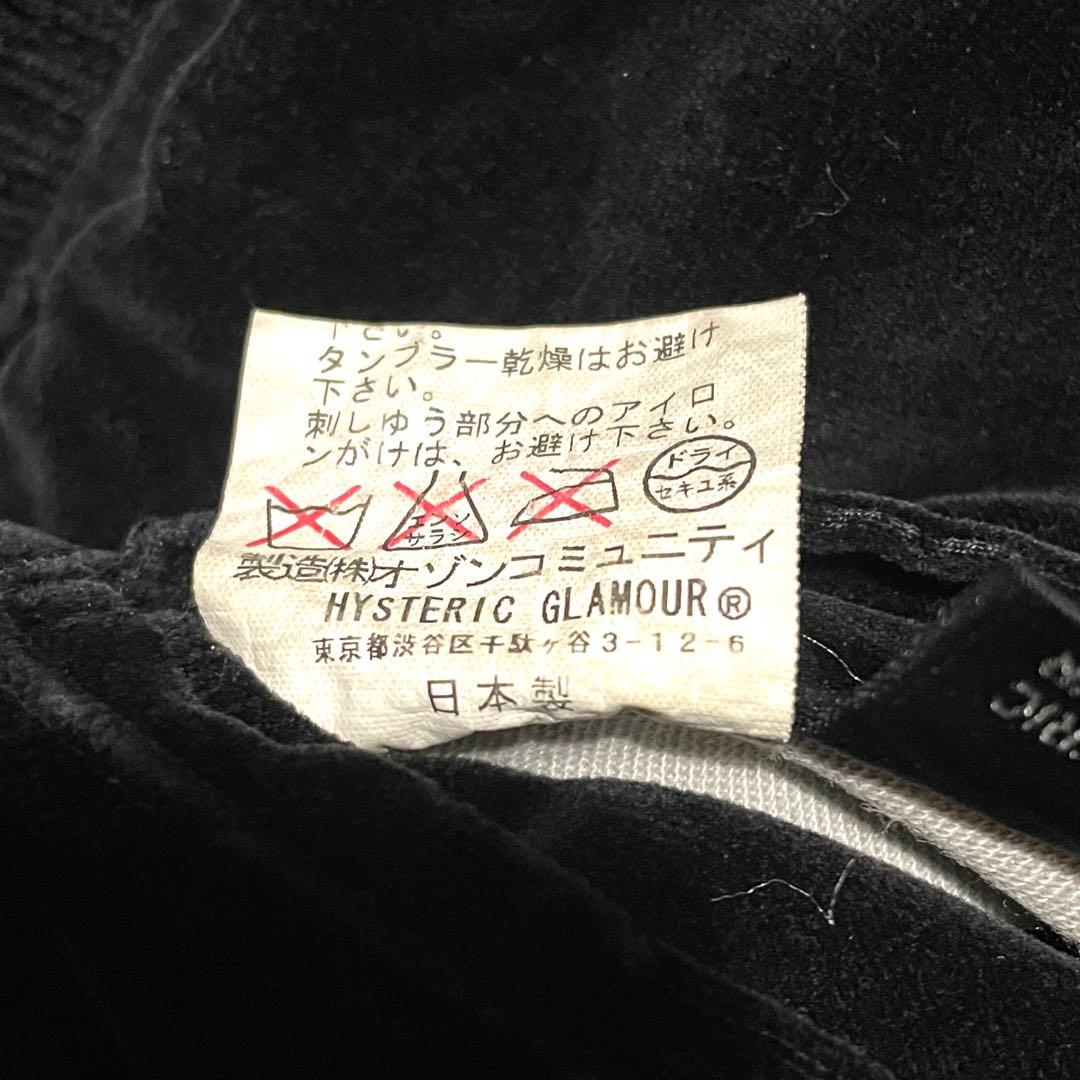 下さい。
タンブラー乾燥はお避け
下さい。
刺しゅう部分へのアイロ
ンがけは、お避け下さい。
エンソ
サラシ
ドライ
セキユ系
製造(株)オゾンコミュニティ
HYSTERIC GLAMOUR®
東京都渋谷区千駄ヶ谷3-12-6
日本製